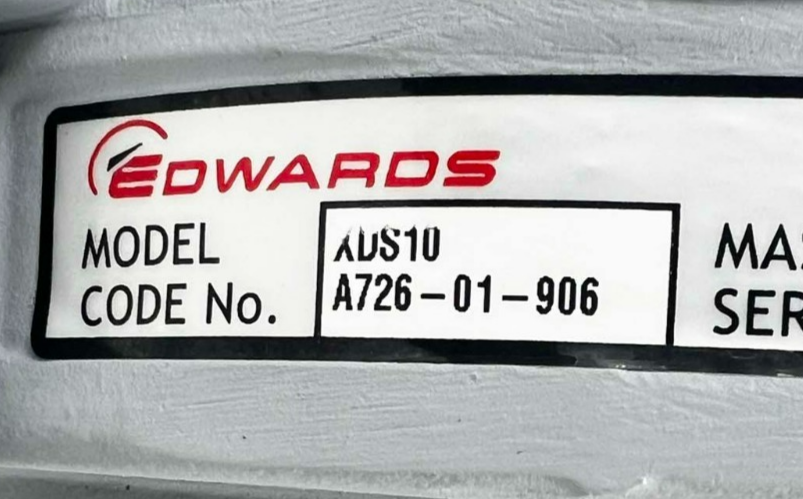 EDWARDS
MODEL XDS10
CODE No. A726-01-906
MA
SER